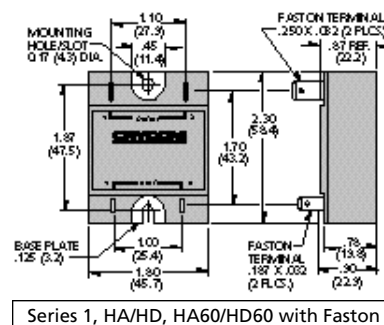 MOUNTING
HOLE/SLOT
0.17 (4.3) DIA.
1.10
(27.9)
.45
(11.4)
FASTON TERMINAL
.250 X .032 (2 PLCS.)
.87 REF.
(22.2)
1.87
(47.5)
CRYDOM
2.30
(58.4)
1.70
(43.2)
BASE PLATE
.125 (3.2)
1.00
(25.4)
1.80
(45.7)
FASTON
TERMINAL
.187 X .032
(2 PLCS.)
.78
(19.8)
.90
(22.9)
Series 1, HA/HD, HA60/HD60 with Faston